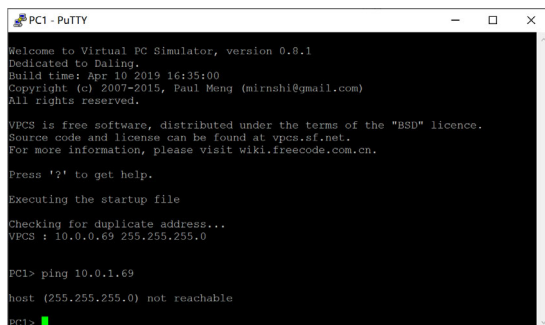 PC1 - PuTTY
Welcome to Virtual PC Simulator, version 0.8.1
Dedicated to Daling.
Build time: Apr 10 2019 16:35:00
Copyright (c) 2007-2015, Paul Meng (mirnshi@gmail.com)
All rights reserved.
VPCS is free software, distributed under the terms of the "BSD" licence.
Source code and license can be found at vpcs.sf.net.
For more information, please visit wiki.freecode.com.cn.
Press '?' to get help.
Executing the startup file
Checking for duplicate address...
VPCS : 10.0.0.69 255.255.255.0
PC1> ping 10.0.1.69
host (255.255.255.0) not reachable
PC1>